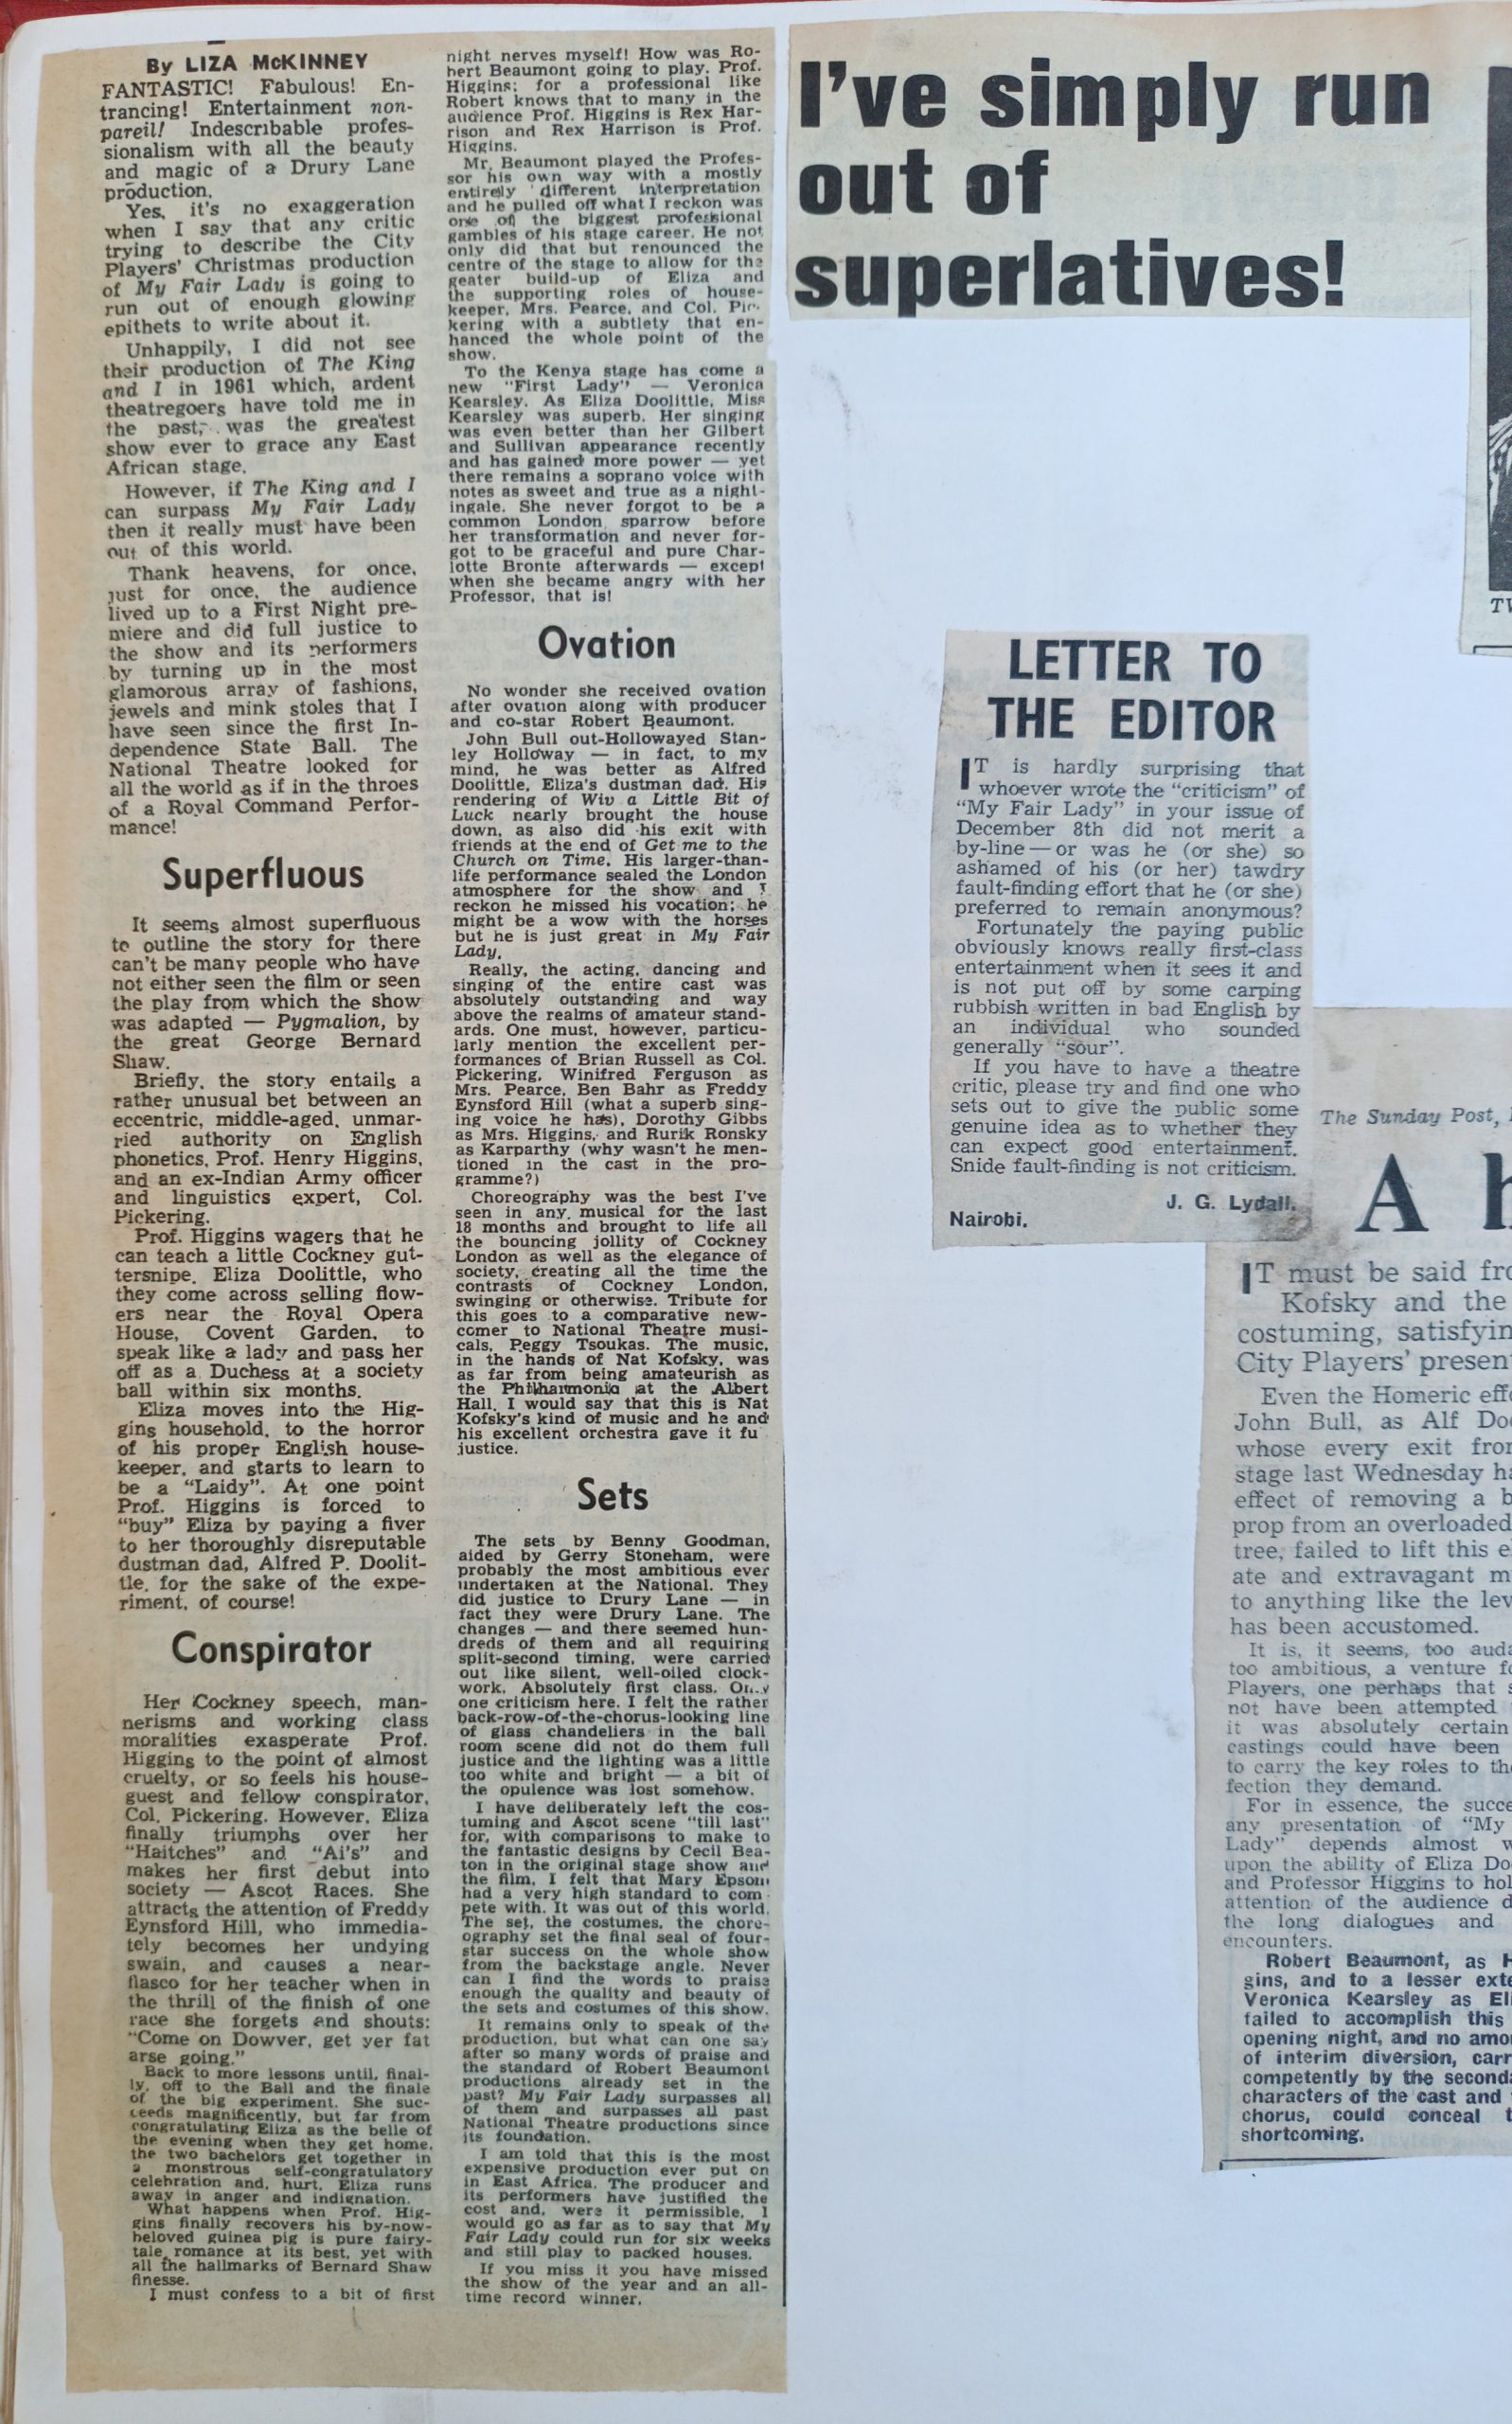 I've simply run
out of
superlatives!
By LIZA McKINNEY
FANTASTIC! Fabulous! En-
trancing! Entertainment non-
pareil! Indescribable profes-
sionalism with all the beauty
and magic of a Drury Lane
production.
Yes, it's no exaggeration
when I say that any critic
trying to describe the City
Players' Christmas production
of My Fair Lady is going to
run out of enough glowing
epithets to write about it.
Unhappily, I did not see
their production of The King
and I in 1961 which, ardent
theatregoers have told me in
the past, was the greatest
show ever to grace any East
African stage.
However, if The King and I
can surpass My Fair Lady
then it really must have been
out of this world.
Thank heavens, for once,
just for once, the audience
lived up to a First Night pre-
miere and did full justice to
the show and its performers
by turning up in the most
glamorous array of fashions,
jewels and mink stoles that I
have seen since the first In-
dependence State Ball. The
National Theatre looked for
all the world as if in the throes
of a Royal Command Perfor-
mance!
Superfluous
It seems almost superfluous
to outline the story for there
can't be many people who have
not either seen the film or seen
the play from which the show
was adapted — Pygmalion, by
the great George Bernard
Shaw.
Briefly, the story entails a
rather unusual bet between an
eccentric, middle-aged, unmar-
ried authority on English
phonetics, Prof. Henry Higgins,
and an ex-Indian Army officer
and linguistics expert, Col.
Pickering.
Prof. Higgins wagers that he
can teach a little Cockney gut-
tersnipe, Eliza Doolittle, who
they come across selling flow-
ers near the Royal Opera
House, Covent Garden, to
speak like a lady and pass her
off as a Duchess at a society
ball within six months.
Eliza moves into the Hig-
gins household, to the horror
of his proper English house-
keeper, and starts to learn to
be a “Laidy”. At one point
Prof. Higgins is forced to
“buy” Eliza by paying a fiver
to her thoroughly disreputable
dustman dad, Alfred P. Doolit-
tle, for the sake of the expe-
riment, of course!
Conspirator
Her Cockney speech, man-
nerisms and working class
moralities exasperate Prof.
Higgins to the point of almost
cruelty, or so feels his house-
guest and fellow conspirator,
Col. Pickering. However, Eliza
finally triumphs over her
“Haitches” and “Ai's” and
makes her first debut into
society — Ascot Races. She
attracts the attention of Freddy
Eynsford Hill, who immedia-
tely becomes her undying
swain, and causes a near-
fiasco for her teacher when in
the thrill of the finish of one
race she forgets and shouts:
“Come on Dowver, get yer fat
arse going.”
Back to more lessons until, final-
ly, off to the Ball and the finale
of the big experiment. She suc-
ceeds magnificently, but far from
congratulating Eliza as the belle of
the evening when they get home,
the two bachelors get together in
a monstrous self-congratulatory
celebration and, hurt, Eliza runs
away in anger and indignation.
What happens when Prof. Hig-
gins finally recovers his by-now-
beloved guinea pig is pure fairy-
tale romance at its best, yet with
all the hallmarks of Bernard Shaw
finesse.
I must confess to a bit of first
night nerves myself! How was Ro-
bert Beaumont going to play. Prof.
Higgins; for a professional like
Robert knows that to many in the
audience Prof. Higgins is Rex Har-
rison and Rex Harrison is Prof.
Higgins.
Mr. Beaumont played the Profes-
sor his own way with a mostly
entirely different interpretation
and he pulled off what I reckon was
one of the biggest professional
gambles of his stage career. He not
only did that but renounced the
centre of the stage to allow for the
geater build-up of Eliza and
the supporting roles of house-
keeper, Mrs. Pearce, and Col. Pic-
kering with a subtlety that en-
hanced the whole point of the
show.
To the Kenya stage has come a
new “First Lady” — Veronica
Kearsley. As Eliza Doolittle, Miss
Kearsley was superb. Her singing
was even better than her Gilbert
and Sullivan appearance recently
and has gained more power — yet
there remains a soprano voice with
notes as sweet and true as a night-
ingale. She never forgot to be a
common London sparrow before
her transformation and never for-
got to be graceful and pure Char-
lotte Bronte afterwards — except
when she became angry with her
Professor, that is!
Ovation
No wonder she received ovation
after ovation along with producer
and co-star Robert Beaumont.
John Bull out-Hollowayed Stan-
ley Holloway — in fact, to my
mind, he was better as Alfred
Doolittle, Eliza's dustman dad. His
rendering of Wiv a Little Bit of
Luck nearly brought the house
down, as also did his exit with
friends at the end of Get me to the
Church on Time. His larger-than-
life performance sealed the London
atmosphere for the show and I
reckon he missed his vocation; he
might be a wow with the horses
but he is just great in My Fair
Lady.
Really, the acting, dancing and
singing of the entire cast was
absolutely outstanding and way
above the realms of amateur stand-
ards. One must, however, particu-
larly mention the excellent per-
formances of Brian Russell as Col.
Pickering, Winifred Ferguson as
Mrs. Pearce, Ben Bahr as Freddy
Eynsford Hill (what a superb sing-
ing voice he has), Dorothy Gibbs
as Mrs. Higgins, and Rurik Ronsky
as Karparthy (why wasn't he men-
tioned in the cast in the pro-
gramme?)
Choreography was the best I've
seen in any musical for the last
18 months and brought to life all
the bouncing jollity of Cockney
London as well as the elegance of
society, creating all the time the
contrasts of Cockney London,
swinging or otherwise. Tribute for
this goes to a comparative new-
comer to National Theatre musi-
cals, Peggy Tsoukas. The music,
in the hands of Nat Kofsky, was
as far from being amateurish as
the Philharmonia at the Albert
Hall. I would say that this is Nat
Kofsky's kind of music and he and
his excellent orchestra gave it fu
justice.
Sets
The sets by Benny Goodman,
aided by Gerry Stoneham, were
probably the most ambitious ever
undertaken at the National. They
did justice to Drury Lane — in
fact they were Drury Lane. The
changes — and there seemed hun-
dreds of them and all requiring
split-second timing, were carried
out like silent, well-oiled clock-
work. Absolutely first class.
one criticism here. I felt the rather
back-row-of-the-chorus-looking line
of glass chandeliers in the ball
room scene did not do them full
justice and the lighting was a little
too white and bright — a bit of
the opulence was lost somehow.
I have deliberately left the cos-
tuming and Ascot scene “till last”
for, with comparisons to make to
the fantastic designs by Cecil Bea-
ton in the original stage show and
the film, I felt that Mary Epsom
had a very high standard to com-
pete with. It was out of this world.
The set, the costumes, the chore-
ography set the final seal of four-
star success on the whole show
from the backstage angle. Never
can I find the words to praise
enough the quality and beauty of
the sets and costumes of this show.
It remains only to speak of the
production, but what can one say
after so many words of praise and
the standard of Robert Beaumont
productions already set in the
past? My Fair Lady surpasses all
of them and surpasses all past
National Theatre productions since
its foundation.
I am told that this is the most
expensive production ever put on
in East Africa. The producer and
its performers have justified the
cost and, were it permissible, I
would go as far as to say that My
Fair Lady could run for six weeks
and still play to packed houses.
If you miss it you have missed
the show of the year and an all-
time record winner.
LETTER TO
THE EDITOR
IT is hardly surprising that
whoever wrote the “criticism” of
“My Fair Lady” in your issue of
December 8th did not merit a
by-line — or was he (or she) so
ashamed of his (or her) tawdry
fault-finding effort that he (or she)
preferred to remain anonymous?
Fortunately the paying public
obviously knows really first-class
entertainment when it sees it and
is not put off by some carping
rubbish written in bad English by
an individual who sounded
generally “sour”.
If you have to have a theatre
critic, please try and find one who
sets out to give the public some
genuine idea as to whether they
can expect good entertainment.
Snide fault-finding is not criticism.
J. G. Lydall.
Nairobi.
TW
The Sunday Post,
A h
IT must be said fro
Kofsky and the
costuming, satisfyin
City Players' present
Even the Homeric effo
John Bull, as Alf Doo
whose every exit from
stage last Wednesday ha
effect of removing a b
prop from an overloaded
tree, failed to lift this el
ate and extravagant m
to anything like the lev
has been accustomed.
It is, it seems, too auda
too ambitious, a venture fo
Players, one perhaps that s
not have been attempted
it was absolutely certain
castings could have been
to carry the key roles to the
fection they demand.
For in essence, the succe
any presentation of “My
Lady” depends almost w
upon the ability of Eliza Do
and Professor Higgins to hol
attention of the audience d
the long dialogues and
encounters.
Robert Beaumont, as H
gins, and to a lesser exte
Veronica Kearsley as Eli
failed to accomplish this
opening night, and no amo
of interim diversion, carr
competently by the seconda
characters of the cast and
chorus, could conceal t
shortcoming.